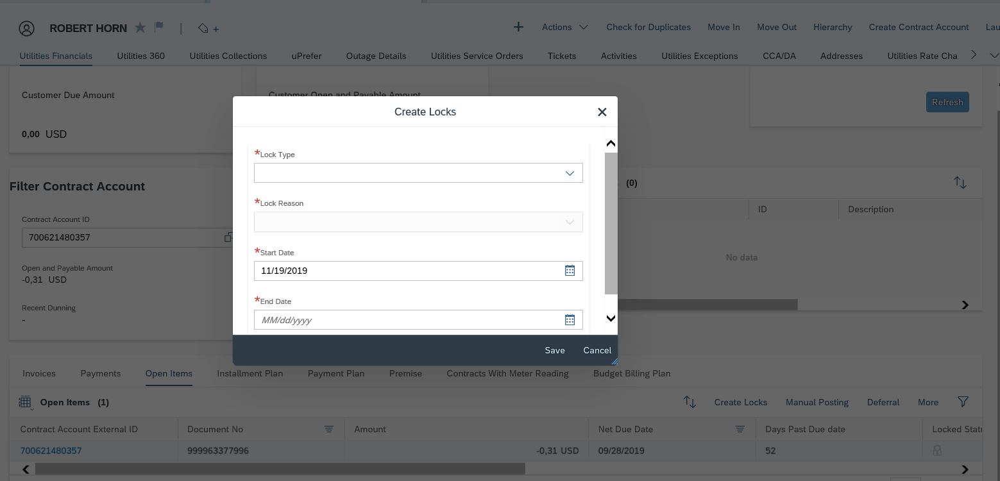 ROBERT HORN
Actions
Check for Duplicates
Move In
Move Out
Hierarchy
Create Contract Account
Lau
Utilities Financials
Utilities 360
Utilities Collections
uPrefer
Outage Details
Utilities Service Orders
Tickets
Activities
Utilities Exceptions
CCA/DA
Addresses
Utilities Rate Cha
Customer Due Amount
Customer Open and Payable Amount
Refresh
0,00 USD
Create Locks
*Lock Type
*Lock Reason
*Start Date
11/19/2019
*End Date
MM/dd/yyyy
Save
Cancel
Filter Contract Account
(0)
ID
Description
No data
Contract Account ID
700621480357
Open and Payable Amount
-0,31 USD
Recent Dunning
-
Invoices
Payments
Open Items
Installment Plan
Payment Plan
Premise
Contracts With Meter Reading
Budget Billing Plan
Open Items (1)
Create Locks
Manual Posting
Deferral
More
Contract Account External ID
Document No
Amount
Net Due Date
Days Past Due date
Locked Statu
700621480357
999963377996
-0,31 USD
09/28/2019
52